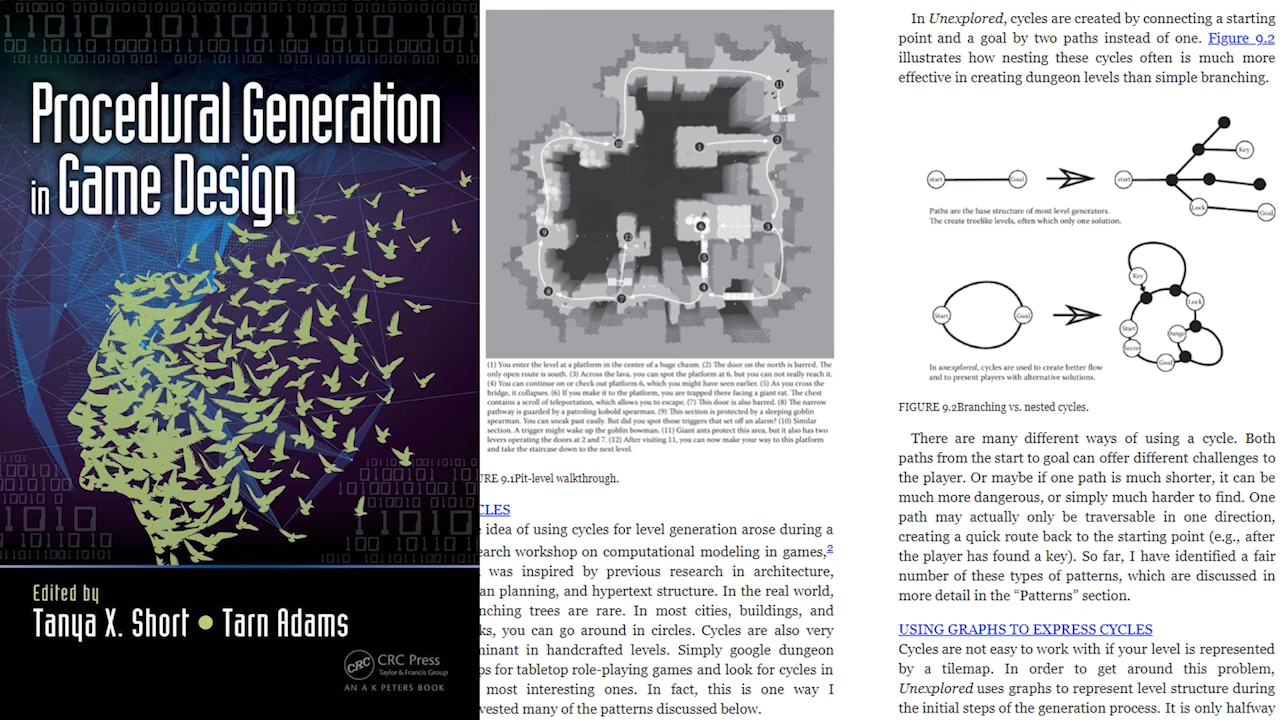 Procedural Generation
in Game Design
Edited by
Tanya X. Short • Tarn Adams
CRC
CRC Press
Taylor & Francis Group
AN A K PETERS BOOK
11
10
1
2
9
12
6
3
5
8
7
4
(1) You enter the level at a platform in the center of a huge chasm. (2) The door on the north is barred. The
only open route is south. (3) Across the lava, you can spot the platform at 6, but you can not really reach it.
(4) You can continue on or check out platform 6, which you might have seen earlier. (5) As you cross the
bridge, it collapses. (6) If you make it to the platform, you are trapped there facing a giant rat. The chest
contains a scroll of teleportation, which allows you to escape. (7) This door is also barred. (8) The narrow
pathway is guarded by a patroling kobold spearman. (9) This section is protected by a sleeping goblin
spearman. You can sneak past easily. But did you spot those triggers that set off an alarm? (10) Similar
section. A trigger might wake up the goblin bowman. (11) Giant ants protect this area, but it also has two
levers operating the doors at 2 and 7. (12) After visiting 11, you can now make your way to this platform
and take the staircase down to the next level.
URE 9.1Pit-level walkthrough.
CLES
idea of using cycles for level generation arose during a
earch workshop on computational modeling in games,2
was inspired by previous research in architecture,
an planning, and hypertext structure. In the real world,
nching trees are rare. In most cities, buildings, and
ks, you can go around in circles. Cycles are also very
minant in handcrafted levels. Simply google dungeon
ps for tabletop role-playing games and look for cycles in
most interesting ones. In fact, this is one way I
vested many of the patterns discussed below.
In Unexplored, cycles are created by connecting a starting
point and a goal by two paths instead of one. Figure 9.2
illustrates how nesting these cycles often is much more
effective in creating dungeon levels than simple branching.
start
Goal
start
Key
Lock
Goal
Paths are the base structure of most level generators.
The create treelike levels, often which only one solution.
Start
Goal
Key
Lock
Start
Secret
Danger
Goal
In unexplored, cycles are used to create better flow
and to present players with alternative solutions.
FIGURE 9.2Branching vs. nested cycles.
There are many different ways of using a cycle. Both
paths from the start to goal can offer different challenges to
the player. Or maybe if one path is much shorter, it can be
much more dangerous, or simply much harder to find. One
path may actually only be traversable in one direction,
creating a quick route back to the starting point (e.g., after
the player has found a key). So far, I have identified a fair
number of these types of patterns, which are discussed in
more detail in the “Patterns” section.
USING GRAPHS TO EXPRESS CYCLES
Cycles are not easy to work with if your level is represented
by a tilemap. In order to get around this problem,
Unexplored uses graphs to represent level structure during
the initial steps of the generation process. It is only halfway